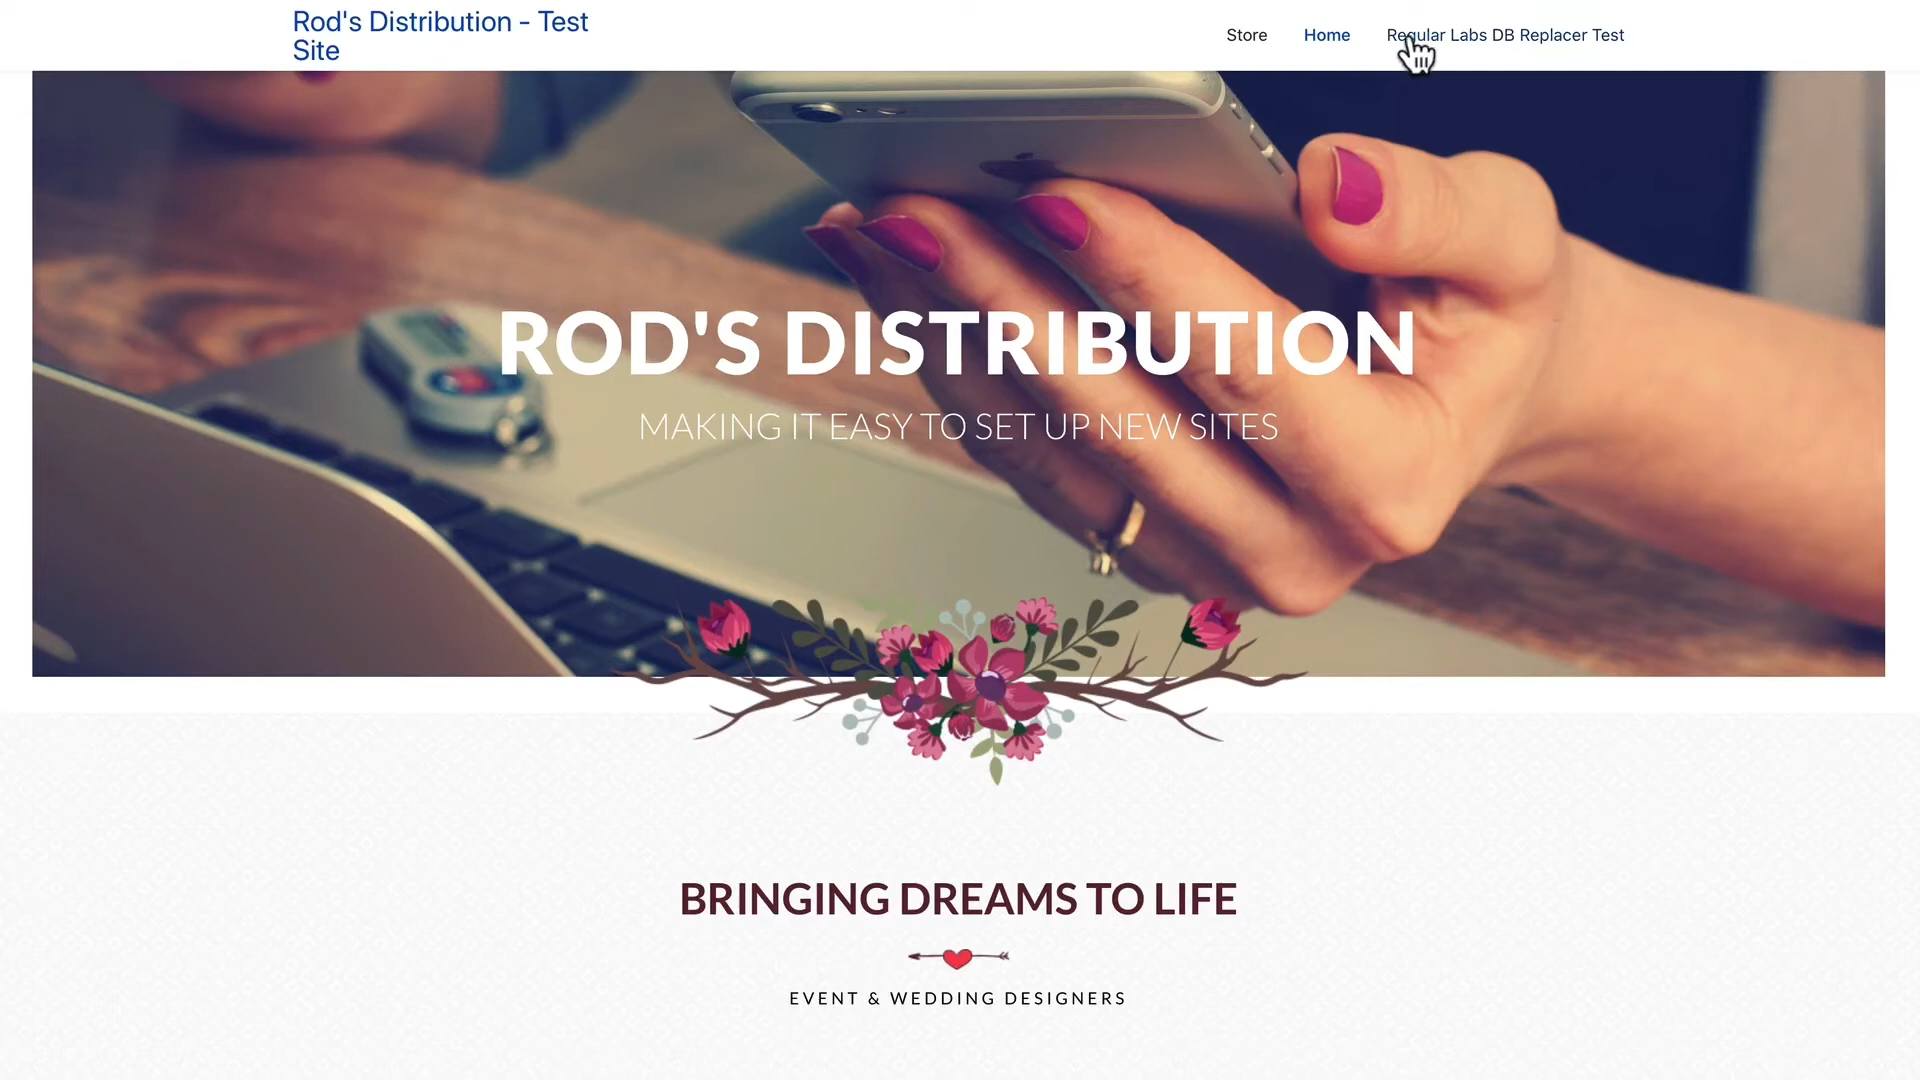 Rod's Distribution - Test
Site
Store
Home
Regular Labs DB Replacer Test
ROD'S DISTRIBUTION
MAKING IT EASY TO SET UP NEW SITES
BRINGING DREAMS TO LIFE
EVENT & WEDDING DESIGNERS